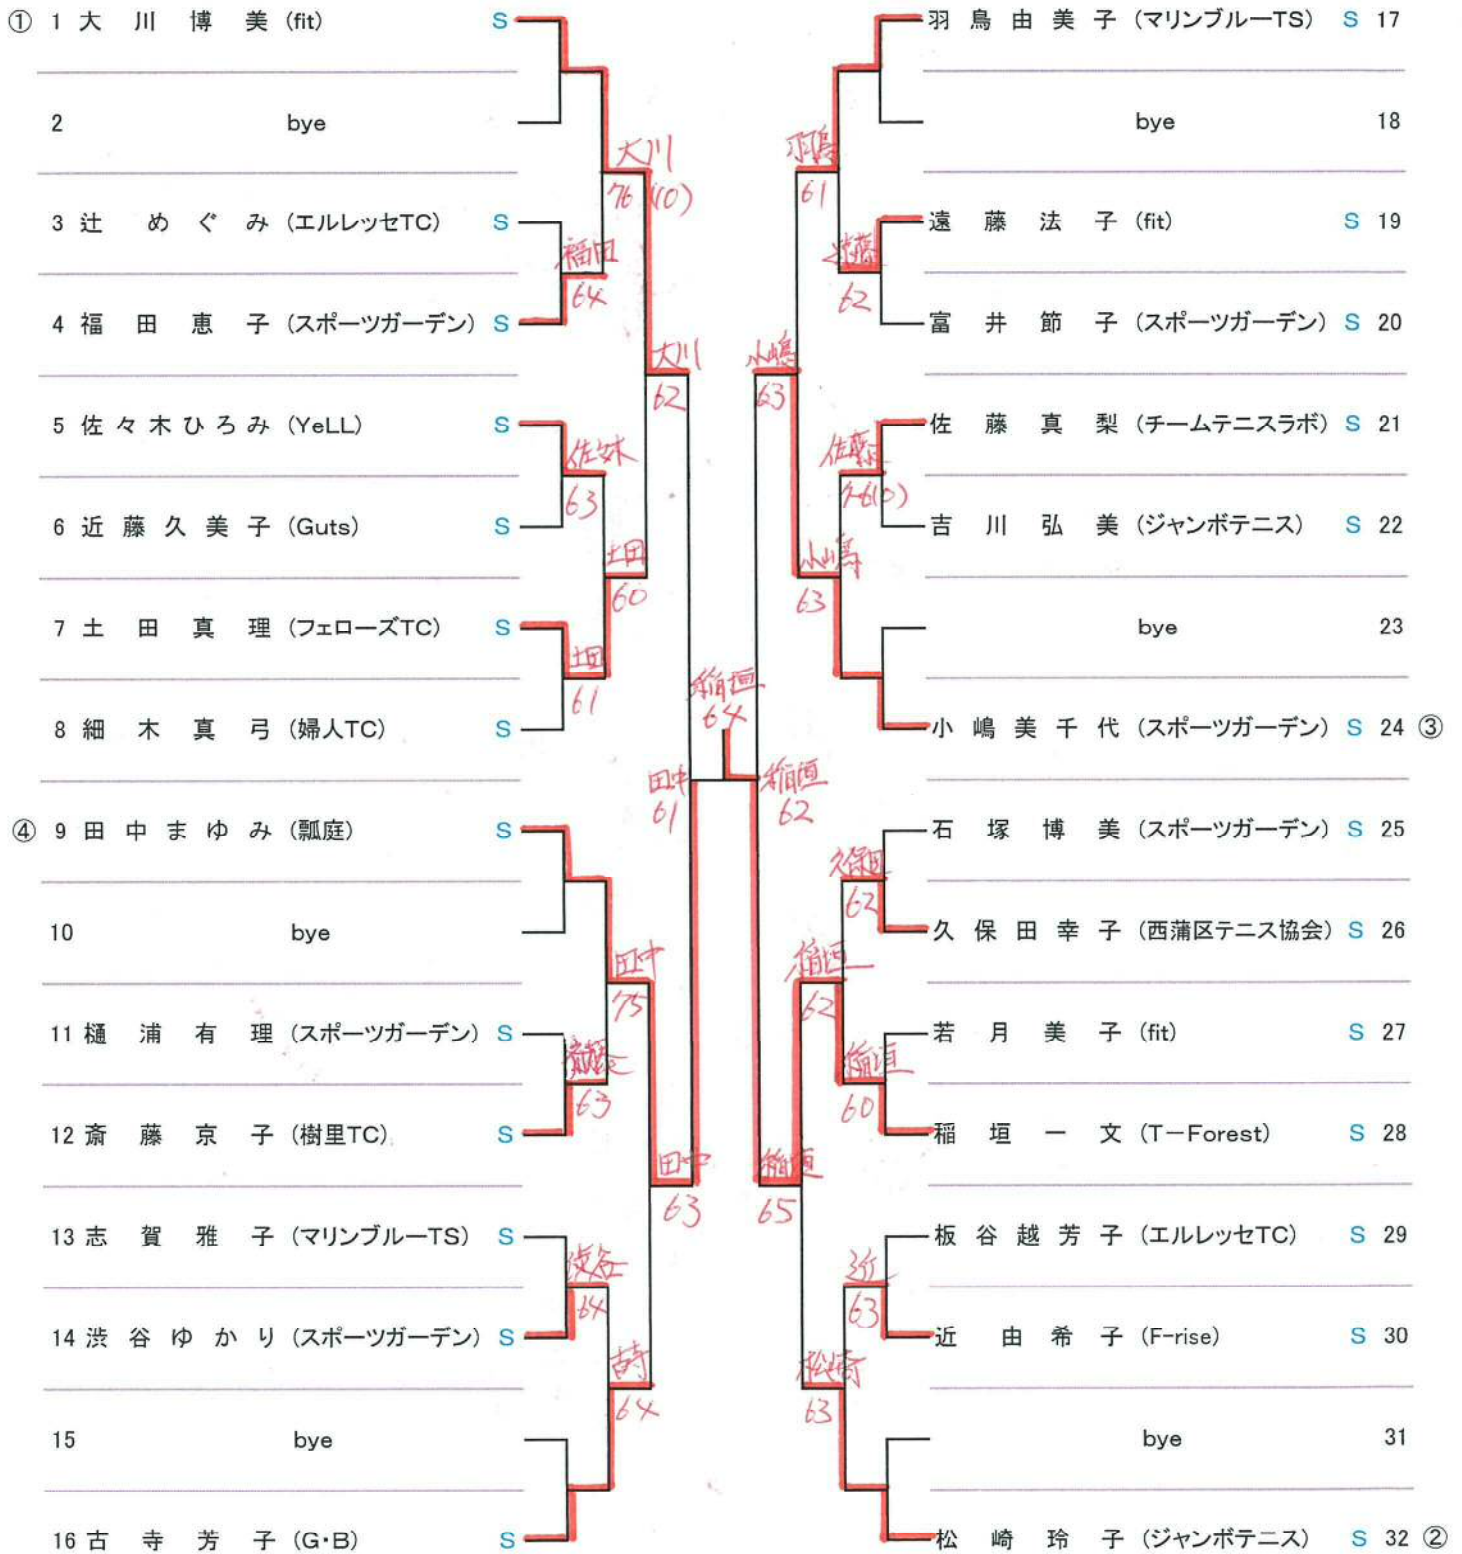 ① 1 大川博美 (fit) S
2 bye
3 辻めぐみ (エルレッセTC) S
4 福田恵子 (スポーツガーデン) S
5 佐々木ひろみ (YeLL) S
6 近藤久美子 (Guts) S
7 土田真理 (フェローズTC) S
8 細木真弓 (婦人TC) S
④ 9 田中まゆみ (瓢庭) S
10 bye
11 樋浦有理 (スポーツガーデン) S
12 斎藤京子 (樹里TC) S
13 志賀雅子 (マリンブルーTS) S
14 渋谷ゆかり (スポーツガーデン) S
15 bye
16 古寺芳子 (G・B) S
福田
64
佐々木
63
土田
61
斎藤
63
渋谷
64
大川
76 (10)
土田
60
田中
75
古寺
64
大川
62
田中
63
田中
61
稲垣
64
稲垣
62
小嶋
63
稲垣
65
羽鳥
61
小嶋
63
稲垣
62
松崎
63
遠藤
62
佐藤
76(0)
久保田
62
稲垣
60
近
63
羽鳥由美子 (マリンブルーTS) S 17
bye 18
遠藤法子 (fit) S 19
富井節子 (スポーツガーデン) S 20
佐藤真梨 (チームテニスラボ) S 21
吉川弘美 (ジャンボテニス) S 22
bye 23
小嶋美千代 (スポーツガーデン) S 24 ③
石塚博美 (スポーツガーデン) S 25
久保田幸子 (西蒲区テニス協会) S 26
若月美子 (fit) S 27
稲垣一文 (T－Forest) S 28
板谷越芳子 (エルレッセTC) S 29
近由希子 (F-rise) S 30
bye 31
松崎玲子 (ジャンボテニス) S 32 ②